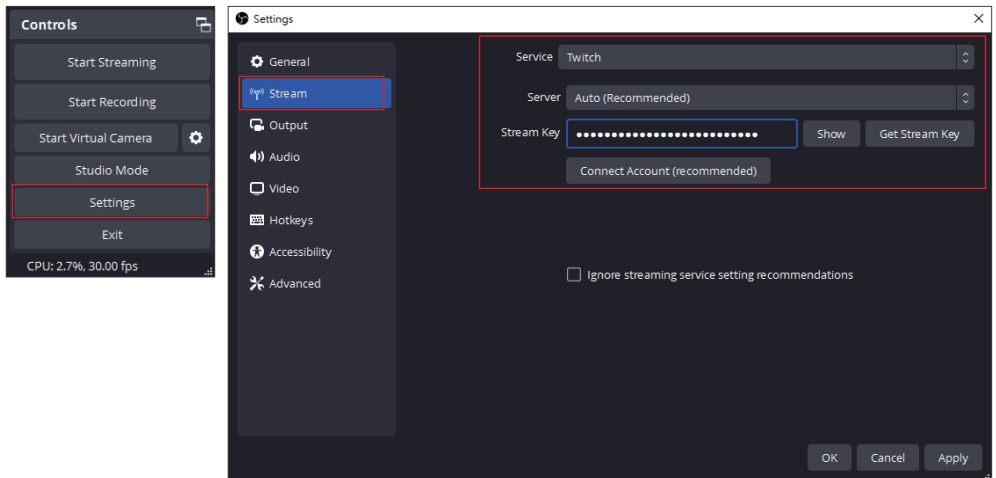 Controls
Start Streaming
Start Recording
Start Virtual Camera
Studio Mode
Settings
Exit
CPU: 2.7%, 30.00 fps
Settings
General
Stream
Output
Audio
Video
Hotkeys
Accessibility
Advanced
Service Twitch
Server Auto (Recommended)
Stream Key ●●●●●●●●●●●●●●●●●●●●●●●●●● Show Get Stream Key
Connect Account (recommended)
Ignore streaming service setting recommendations
OK Cancel Apply